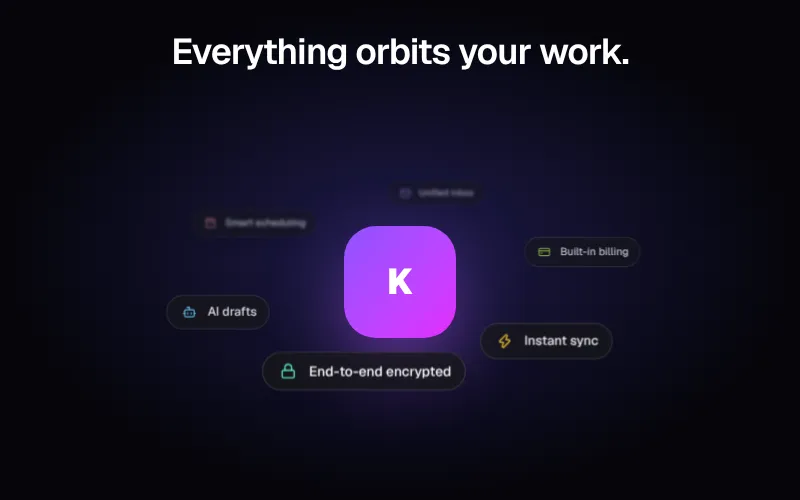 Everything orbits your work.
Unified inbox
Smart scheduling
Built-in billing
K
AI drafts
Instant sync
End-to-end encrypted